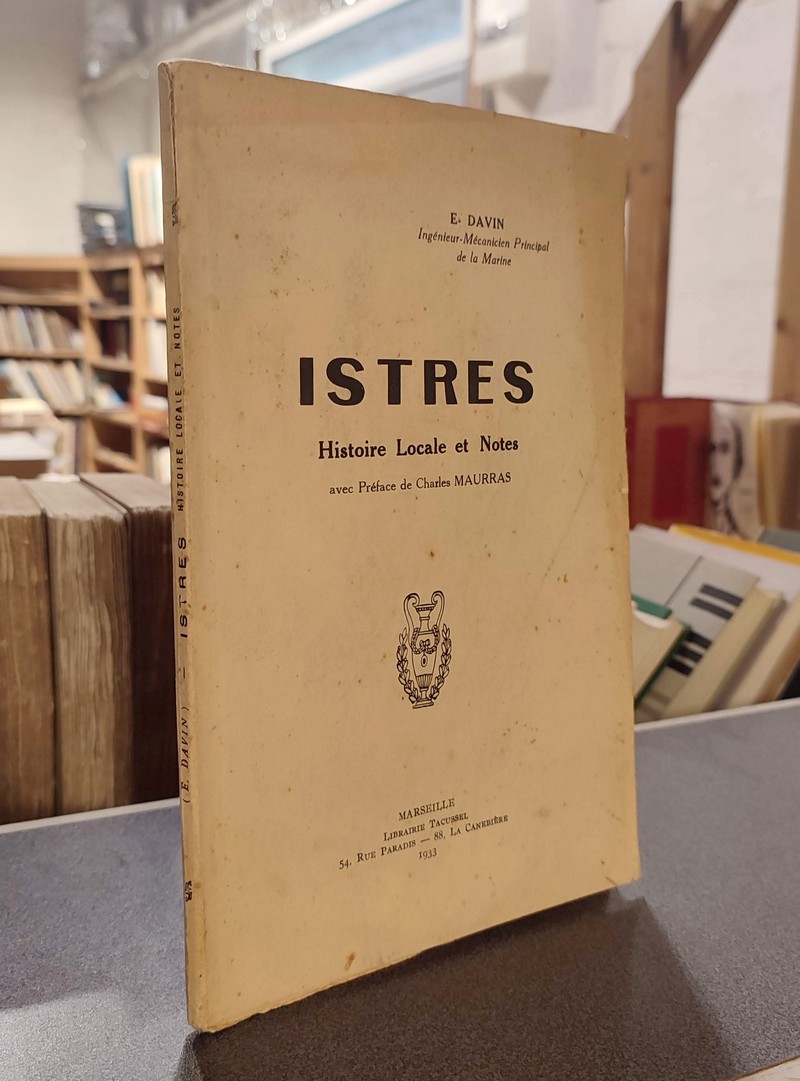 E. DAVIN
Ingénieur-Mécanicien Principal
de la Marine
ISTRES
Histoire Locale et Notes
avec Préface de Charles MAURRAS
MARSEILLE
LIBRAIRIE TACUSSEL
54, RUE PARADIS — 88, LA CANEBIÈRE
1933
(E. DAVIN) — ISTRES HISTOIRE LOCALE ET NOTES